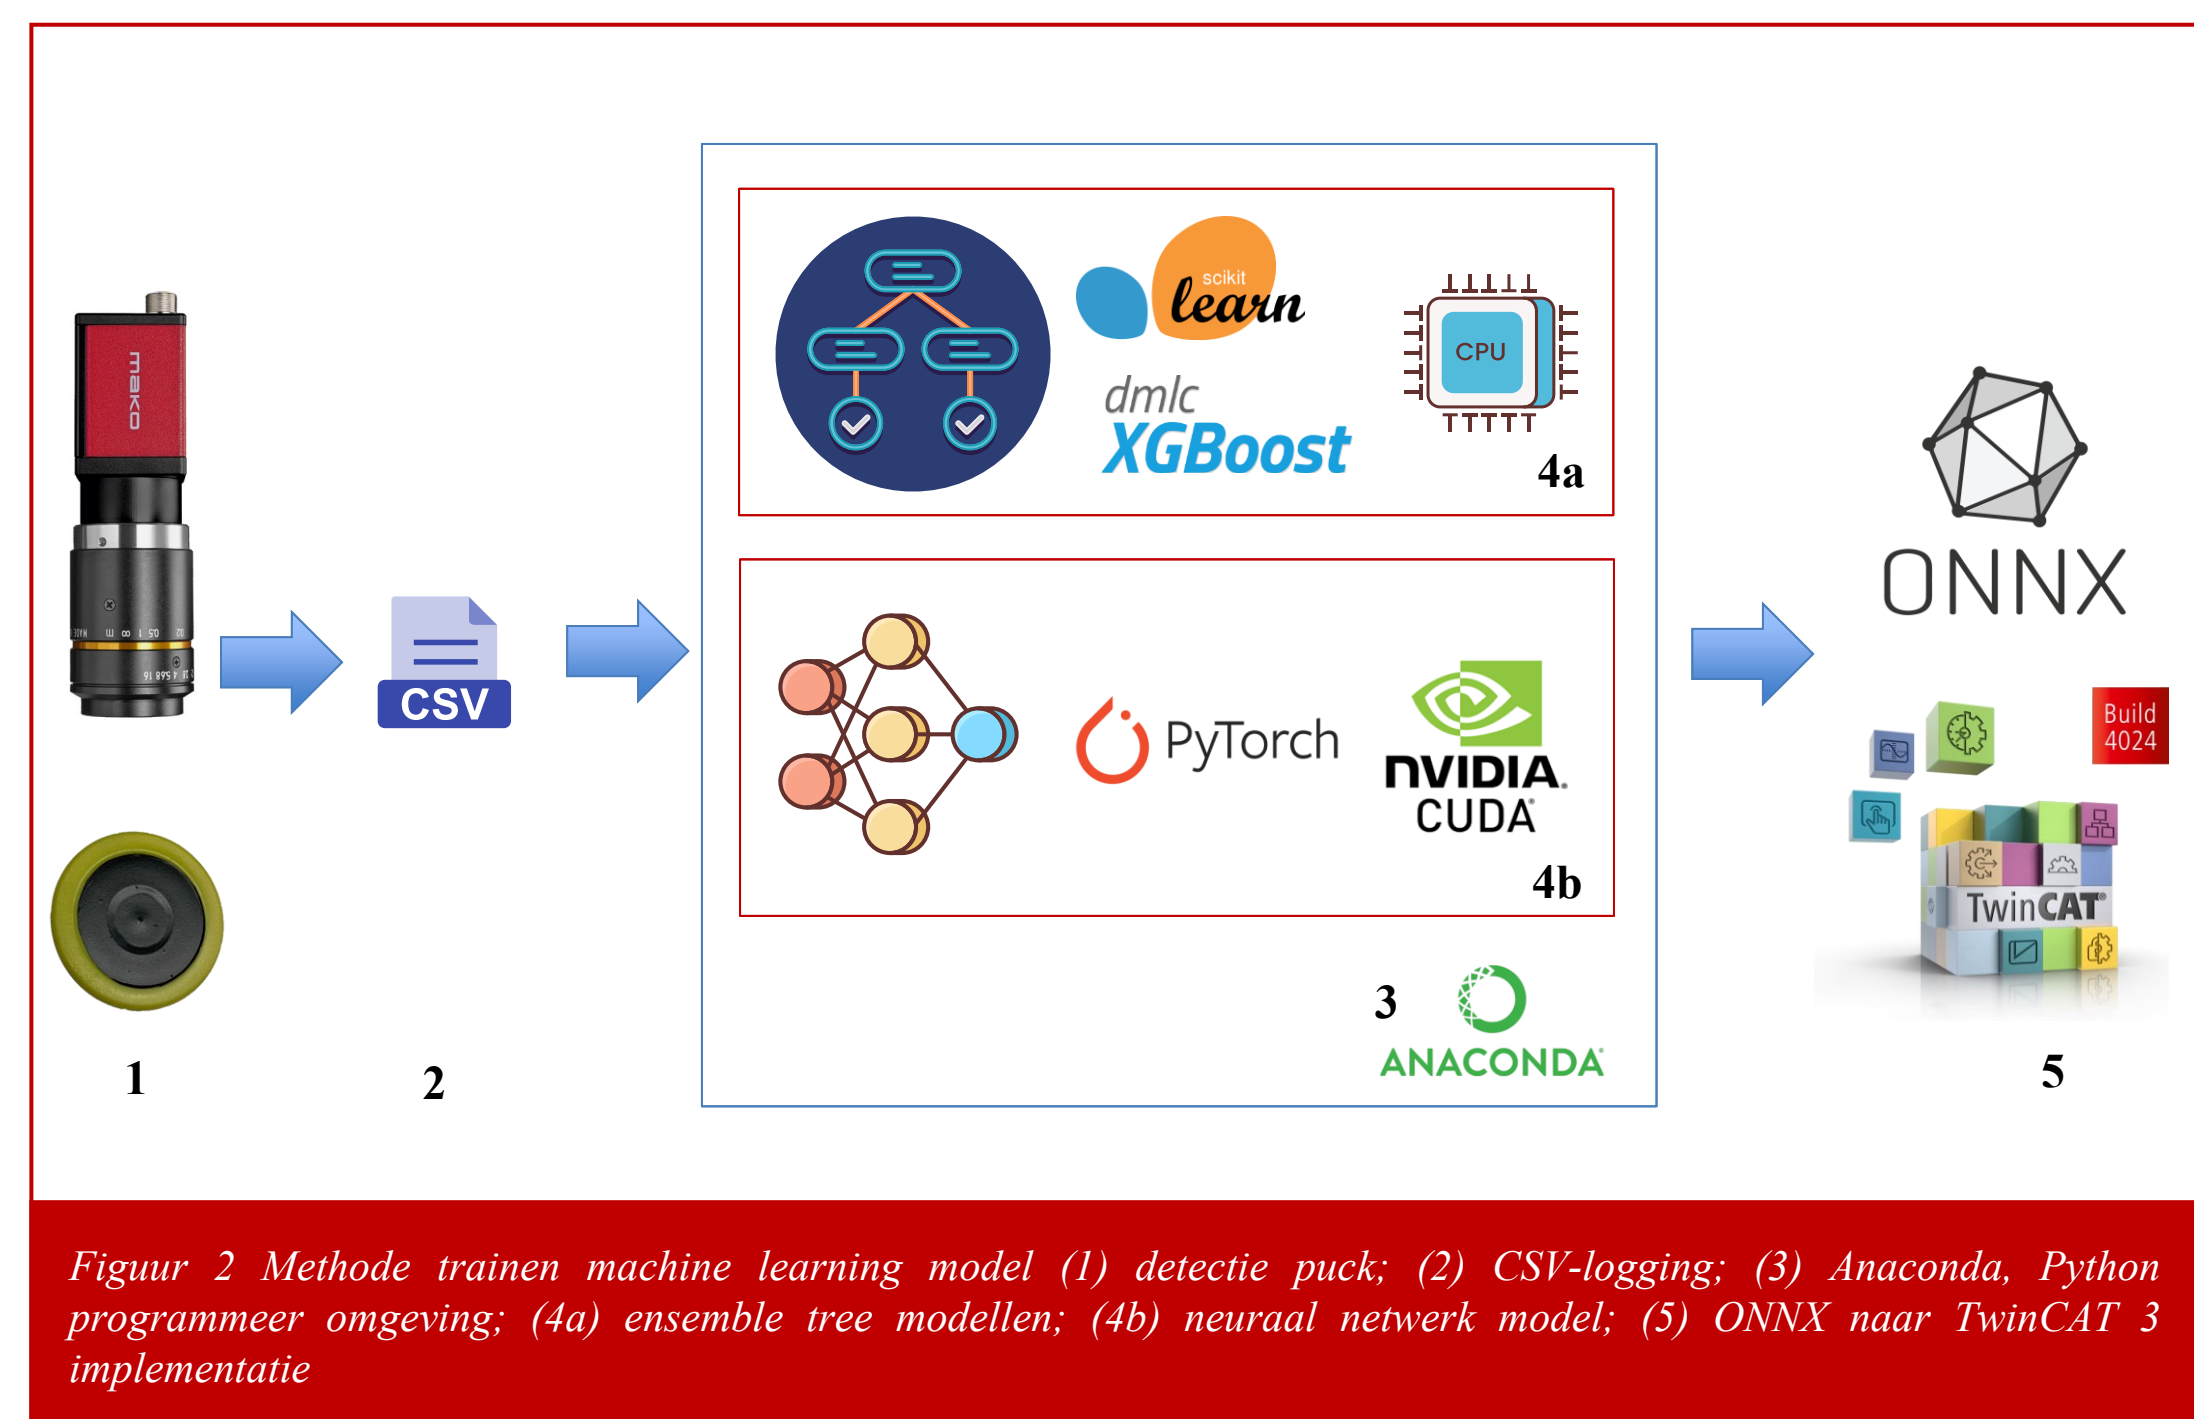 mako
CSV
scikit
learn
dmlc
XGBoost
CPU
4a
PyTorch
nVIDIA.
CUDA
4b
3
ANACONDA
ONNX
Build
4024
TwinCAT
1
2
5
Figuur 2 Methode trainen machine learning model (1) detectie puck; (2) CSV-logging; (3) Anaconda, Python
programmeer omgeving; (4a) ensemble tree modellen; (4b) neuraal netwerk model; (5) ONNX naar TwinCAT 3
implementatie